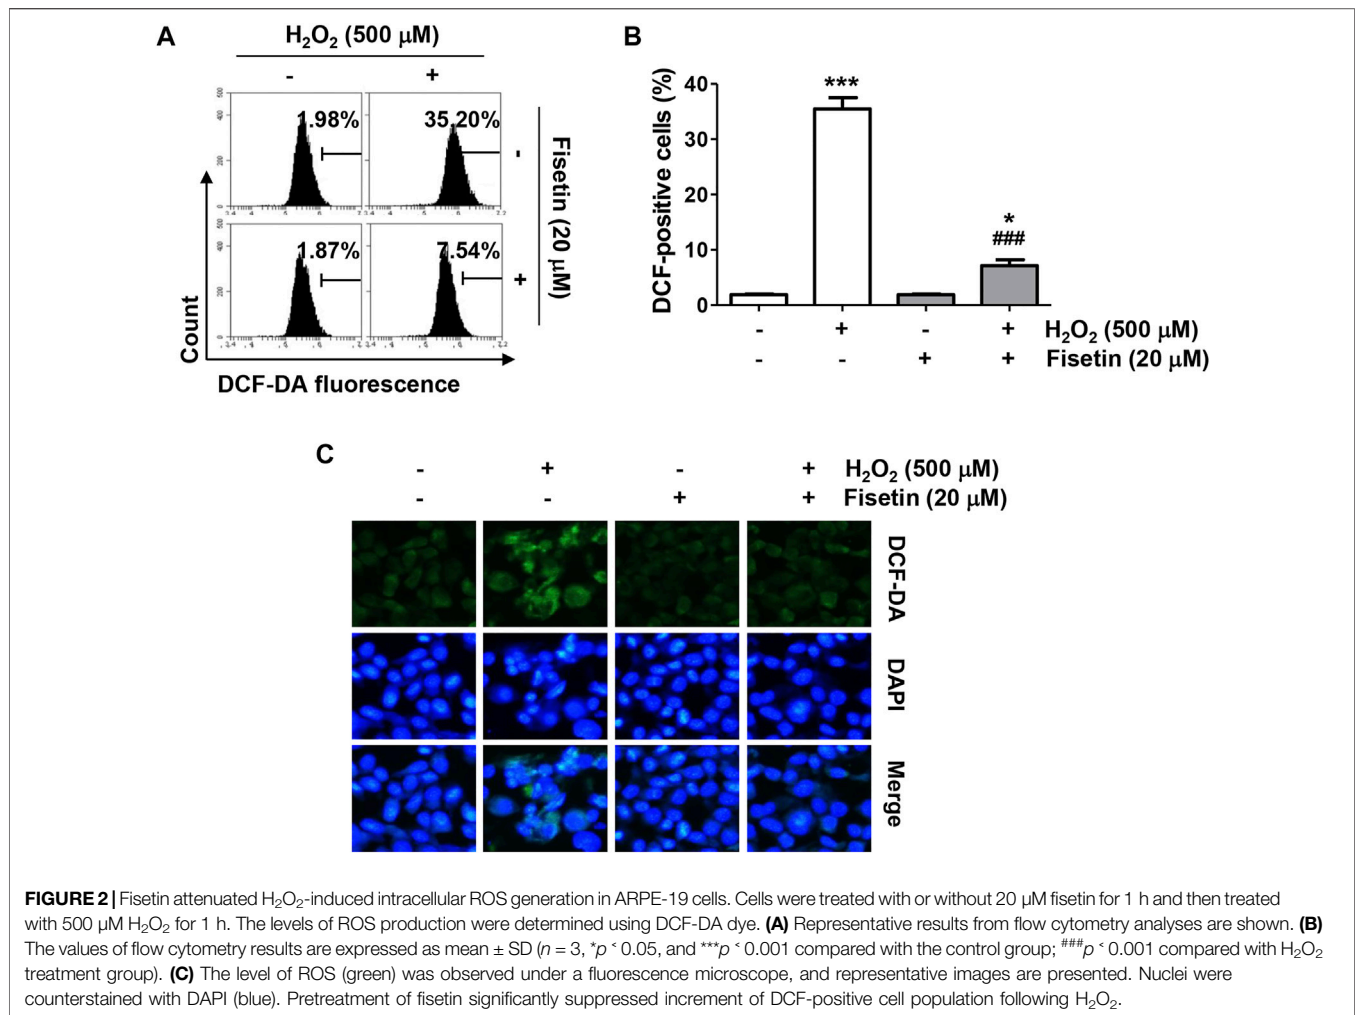 A
H₂O₂ (500 μM)
- +
1.98%
35.20%
1.87%
7.54%
-
+
Fisetin (20 μM)
Count
DCF-DA fluorescence
B
DCF-positive cells (%)
40
30
20
10
0
***
*
###
- + - + H₂O₂ (500 μM)
- - + + Fisetin (20 μM)
C
- + - + H₂O₂ (500 μM)
- - + + Fisetin (20 μM)
DCF-DA
DAPI
Merge
FIGURE 2 | Fisetin attenuated H₂O₂-induced intracellular ROS generation in ARPE-19 cells. Cells were treated with or without 20 μM fisetin for 1 h and then treated
with 500 μM H₂O₂ for 1 h. The levels of ROS production were determined using DCF-DA dye. (A) Representative results from flow cytometry analyses are shown. (B)
The values of flow cytometry results are expressed as mean ± SD (n = 3, *p < 0.05, and ***p < 0.001 compared with the control group; ###p < 0.001 compared with H₂O₂
treatment group). (C) The level of ROS (green) was observed under a fluorescence microscope, and representative images are presented. Nuclei were
counterstained with DAPI (blue). Pretreatment of fisetin significantly suppressed increment of DCF-positive cell population following H₂O₂.